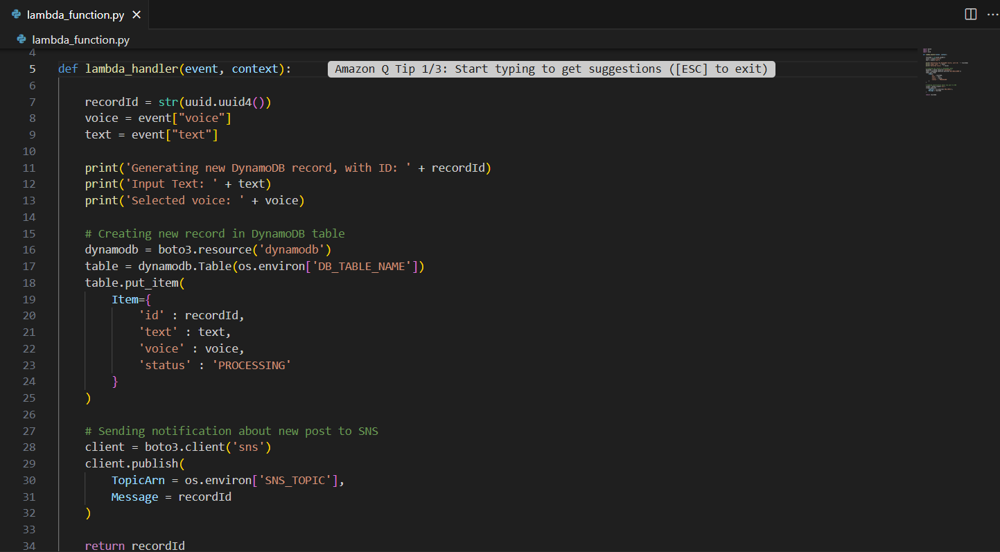 lambda_function.py
lambda_function.py
4
5 def lambda_handler(event, context): Amazon Q Tip 1/3: Start typing to get suggestions ([ESC] to exit)
6
7 recordId = str(uuid.uuid4())
8 voice = event["voice"]
9 text = event["text"]
10
11 print('Generating new DynamoDB record, with ID: ' + recordId)
12 print('Input Text: ' + text)
13 print('Selected voice: ' + voice)
14
15 # Creating new record in DynamoDB table
16 dynamodb = boto3.resource('dynamodb')
17 table = dynamodb.Table(os.environ['DB_TABLE_NAME'])
18 table.put_item(
19 Item={
20 'id' : recordId,
21 'text' : text,
22 'voice' : voice,
23 'status' : 'PROCESSING'
24 }
25 )
26
27 # Sending notification about new post to SNS
28 client = boto3.client('sns')
29 client.publish(
30 TopicArn = os.environ['SNS_TOPIC'],
31 Message = recordId
32 )
33
34 return recordId